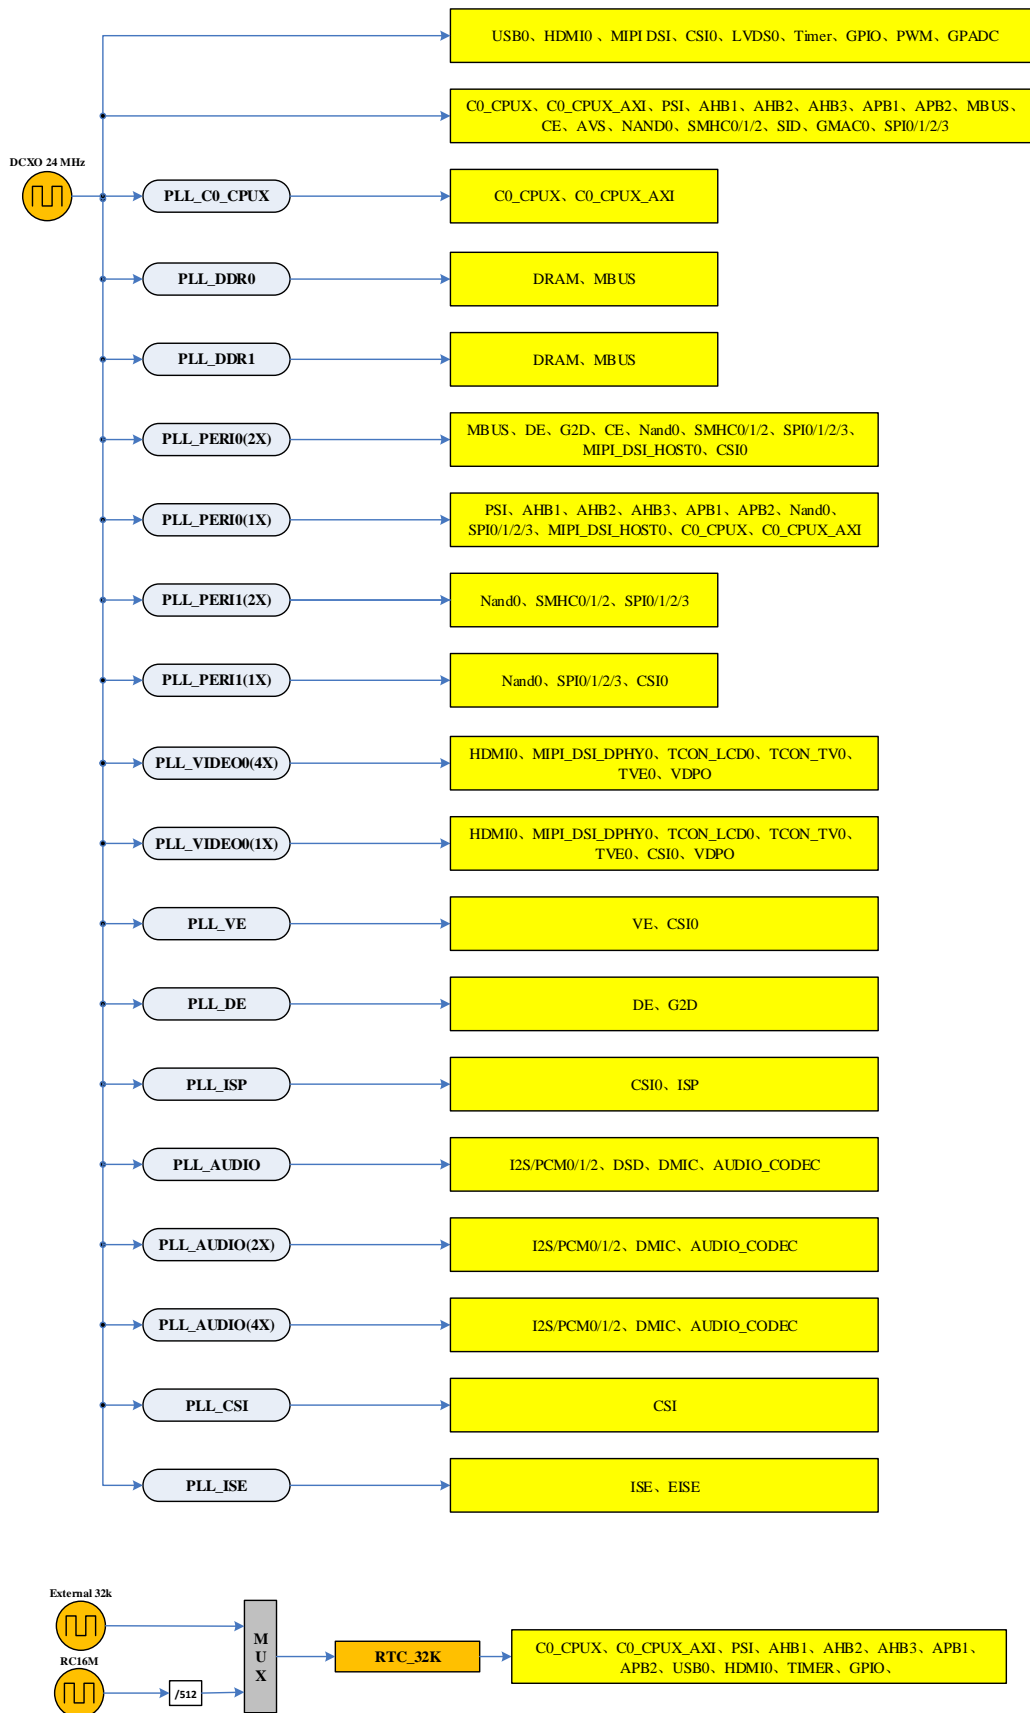 USB0、HDMI0 、MIPI DSI、CSI0、LVDS0、Timer、GPIO、PWM、GPADC
C0_CPUX、C0_CPUX_AXI、PSI、AHB1、AHB2、AHB3、APB1、APB2、MBUS、
CE、AVS、NAND0、SMHC0/1/2、SID、GMAC0、SPI0/1/2/3
DCXO 24 MHz
PLL_C0_CPUX
C0_CPUX、C0_CPUX_AXI
PLL_DDR0
DRAM、MBUS
PLL_DDR1
DRAM、MBUS
PLL_PERI0(2X)
MBUS、DE、G2D、CE、Nand0、SMHC0/1/2、SPI0/1/2/3、
MIPI_DSI_HOST0、CSI0
PLL_PERI0(1X)
PSI、AHB1、AHB2、AHB3、APB1、APB2、Nand0、
SPI0/1/2/3、MIPI_DSI_HOST0、C0_CPUX、C0_CPUX_AXI
PLL_PERI1(2X)
Nand0、SMHC0/1/2、SPI0/1/2/3
PLL_PERI1(1X)
Nand0、SPI0/1/2/3、CSI0
PLL_VIDEO0(4X)
HDMI0、MIPI_DSI_DPHY0、TCON_LCD0、TCON_TV0、
TVE0、VDPO
PLL_VIDEO0(1X)
HDMI0、MIPI_DSI_DPHY0、TCON_LCD0、TCON_TV0、
TVE0、CSI0、VDPO
PLL_VE
VE、CSI0
PLL_DE
DE、G2D
PLL_ISP
CSI0、ISP
PLL_AUDIO
I2S/PCM0/1/2、DSD、DMIC、AUDIO_CODEC
PLL_AUDIO(2X)
I2S/PCM0/1/2、DMIC、AUDIO_CODEC
PLL_AUDIO(4X)
I2S/PCM0/1/2、DMIC、AUDIO_CODEC
PLL_CSI
CSI
PLL_ISE
ISE、EISE
External 32k
RC16M
/512
M
U
X
RTC_32K
C0_CPUX、C0_CPUX_AXI、PSI、AHB1、AHB2、AHB3、APB1、
APB2、USB0、HDMI0、TIMER、GPIO、